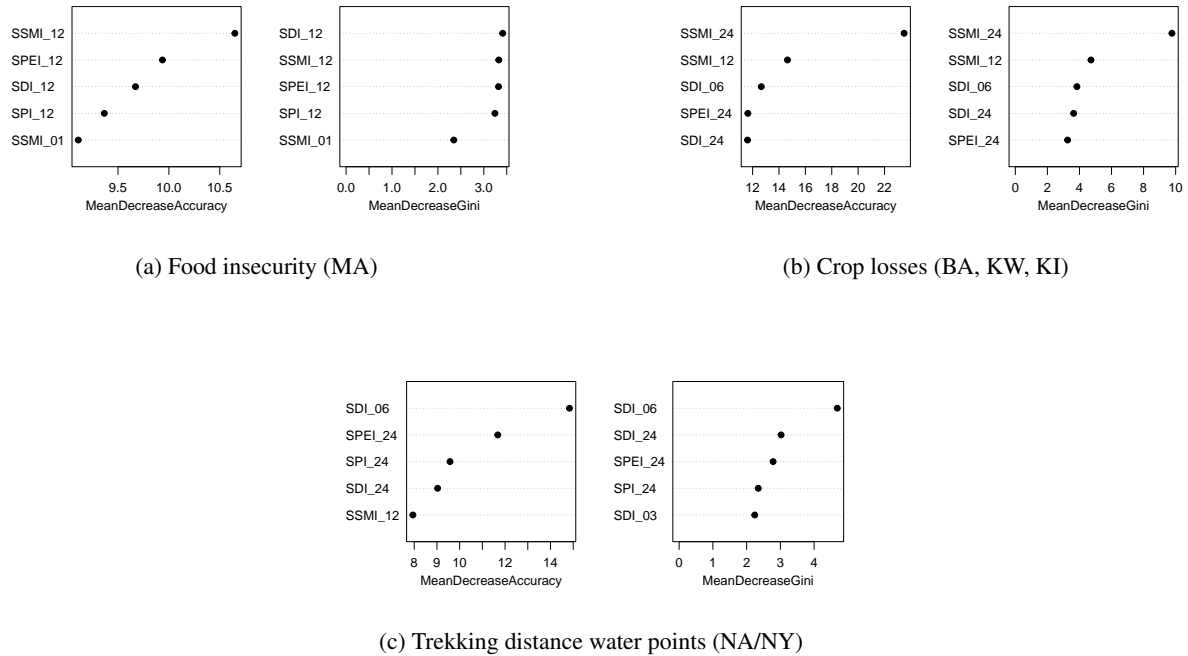 SSMI_12
SPEI_12
SDI_12
SPI_12
SSMI_01
9.5 10.0 10.5
MeanDecreaseAccuracy
SDI_12
SSMI_12
SPEI_12
SPI_12
SSMI_01
0.0 1.0 2.0 3.0
MeanDecreaseGini
(a) Food insecurity (MA)
SSMI_24
SSMI_12
SDI_06
SPEI_24
SDI_24
12 14 16 18 20 22
MeanDecreaseAccuracy
SSMI_24
SSMI_12
SDI_06
SDI_24
SPEI_24
0 2 4 6 8 10
MeanDecreaseGini
(b) Crop losses (BA, KW, KI)
SDI_06
SPEI_24
SPI_24
SDI_24
SSMI_12
8 9 10 12 14
MeanDecreaseAccuracy
SDI_06
SDI_24
SPEI_24
SPI_24
SDI_03
0 1 2 3 4
MeanDecreaseGini
(c) Trekking distance water points (NA/NY)